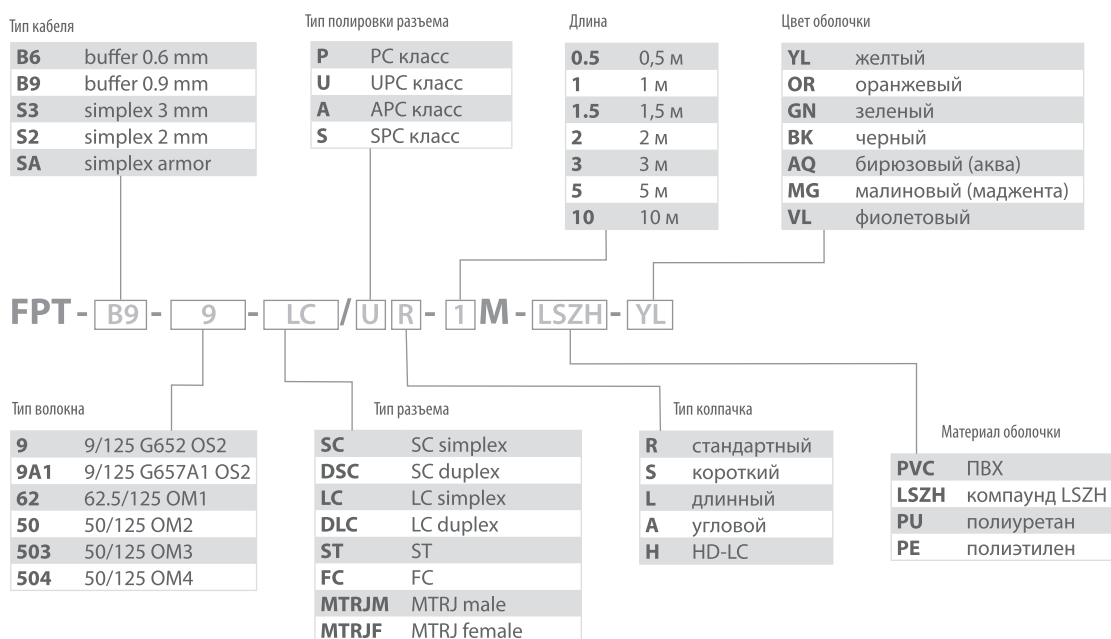 Тип кабеля
B6 buffer 0.6 mm
B9 buffer 0.9 mm
S3 simplex 3 mm
S2 simplex 2 mm
SA simplex armor
Тип полировки разъема
P PC класс
U UPC класс
A APC класс
S SPC класс
Длина
0.5 0,5 м
1 1 м
1.5 1,5 м
2 2 м
3 3 м
5 5 м
10 10 м
Цвет оболочки
YL желтый
OR оранжевый
GN зеленый
BK черный
AQ бирюзовый (аква)
MG малиновый (маджента)
VL фиолетовый
FPT - B9 - 9 - LC / U R - 1 M - LSZH - YL
Тип волокна
9 9/125 G652 OS2
9A1 9/125 G657A1 OS2
62 62.5/125 OM1
50 50/125 OM2
503 50/125 OM3
504 50/125 OM4
Тип разъема
SC SC simplex
DSC SC duplex
LC LC simplex
DLC LC duplex
ST ST
FC FC
MTRJM MTRJ male
MTRJF MTRJ female
Тип колпачка
R стандартный
S короткий
L длинный
A угловой
H HD-LC
Материал оболочки
PVC ПВХ
LSZH компаунд LSZH
PU полиуретан
PE полиэтилен